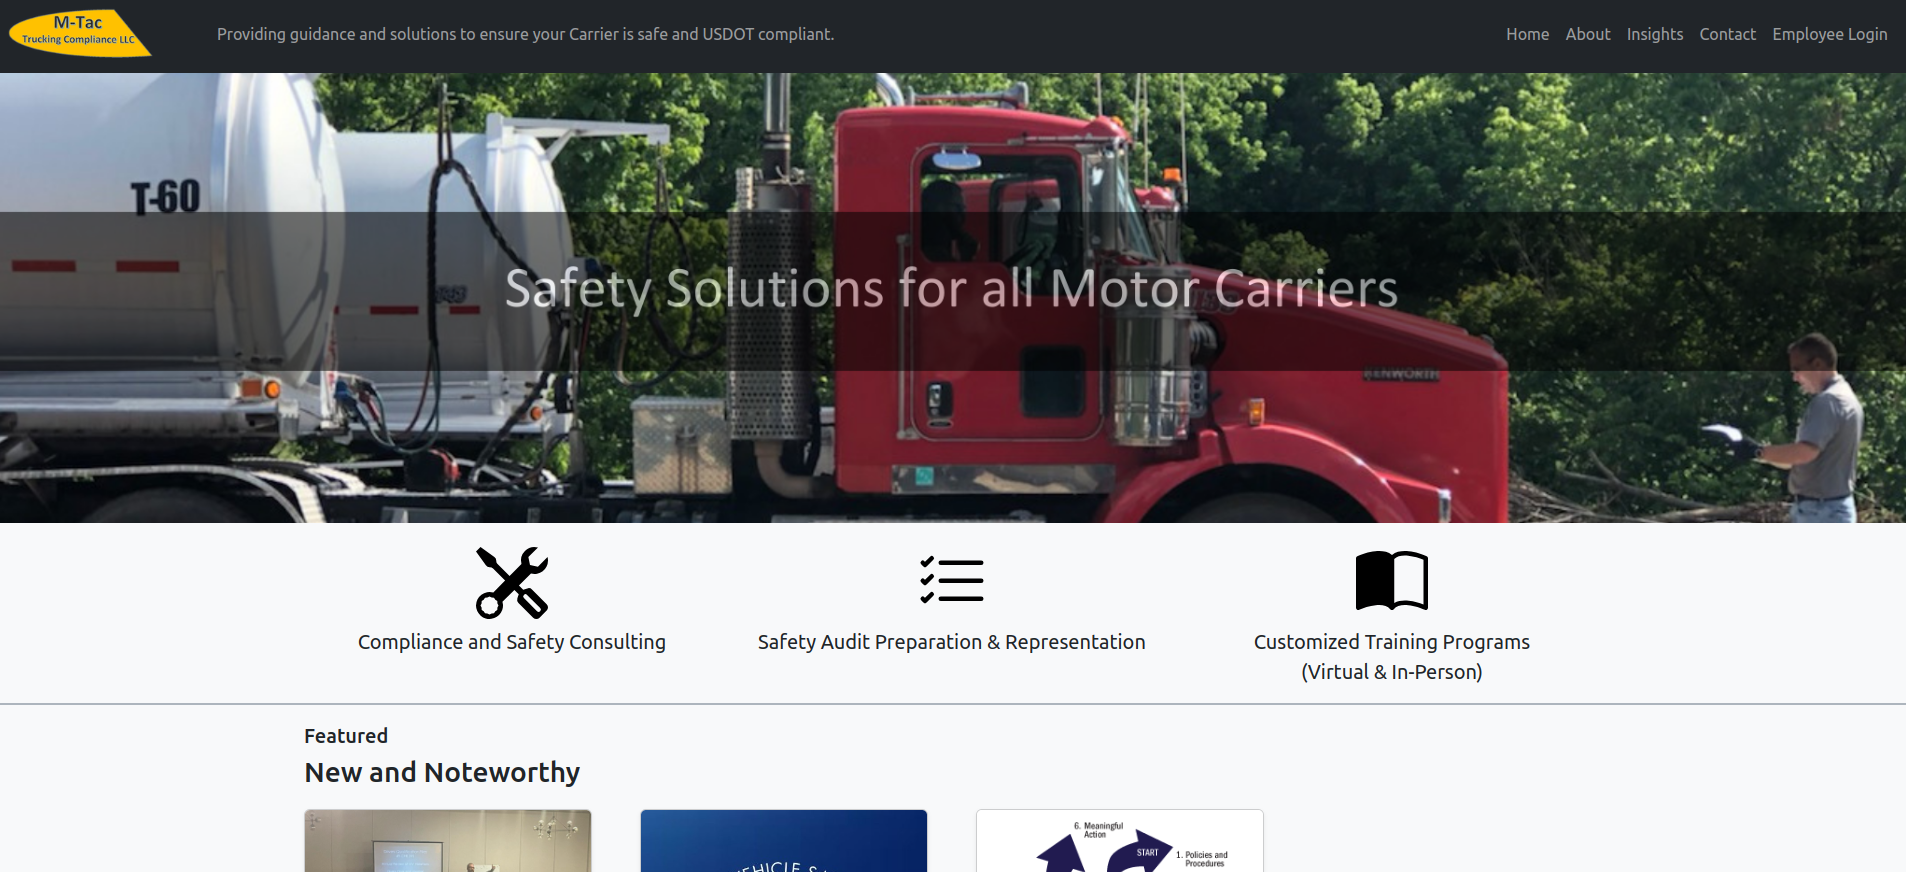 M-Tac
Trucking Compliance LLC
Providing guidance and solutions to ensure your Carrier is safe and USDOT compliant.
Home About Insights Contact Employee Login
T-60
Safety Solutions for all Motor Carriers
KENWORTH
Compliance and Safety Consulting
Safety Audit Preparation & Representation
Customized Training Programs
(Virtual & In-Person)
Featured
New and Noteworthy
6. Meaningful
Action
START
1. Policies and
Procedures